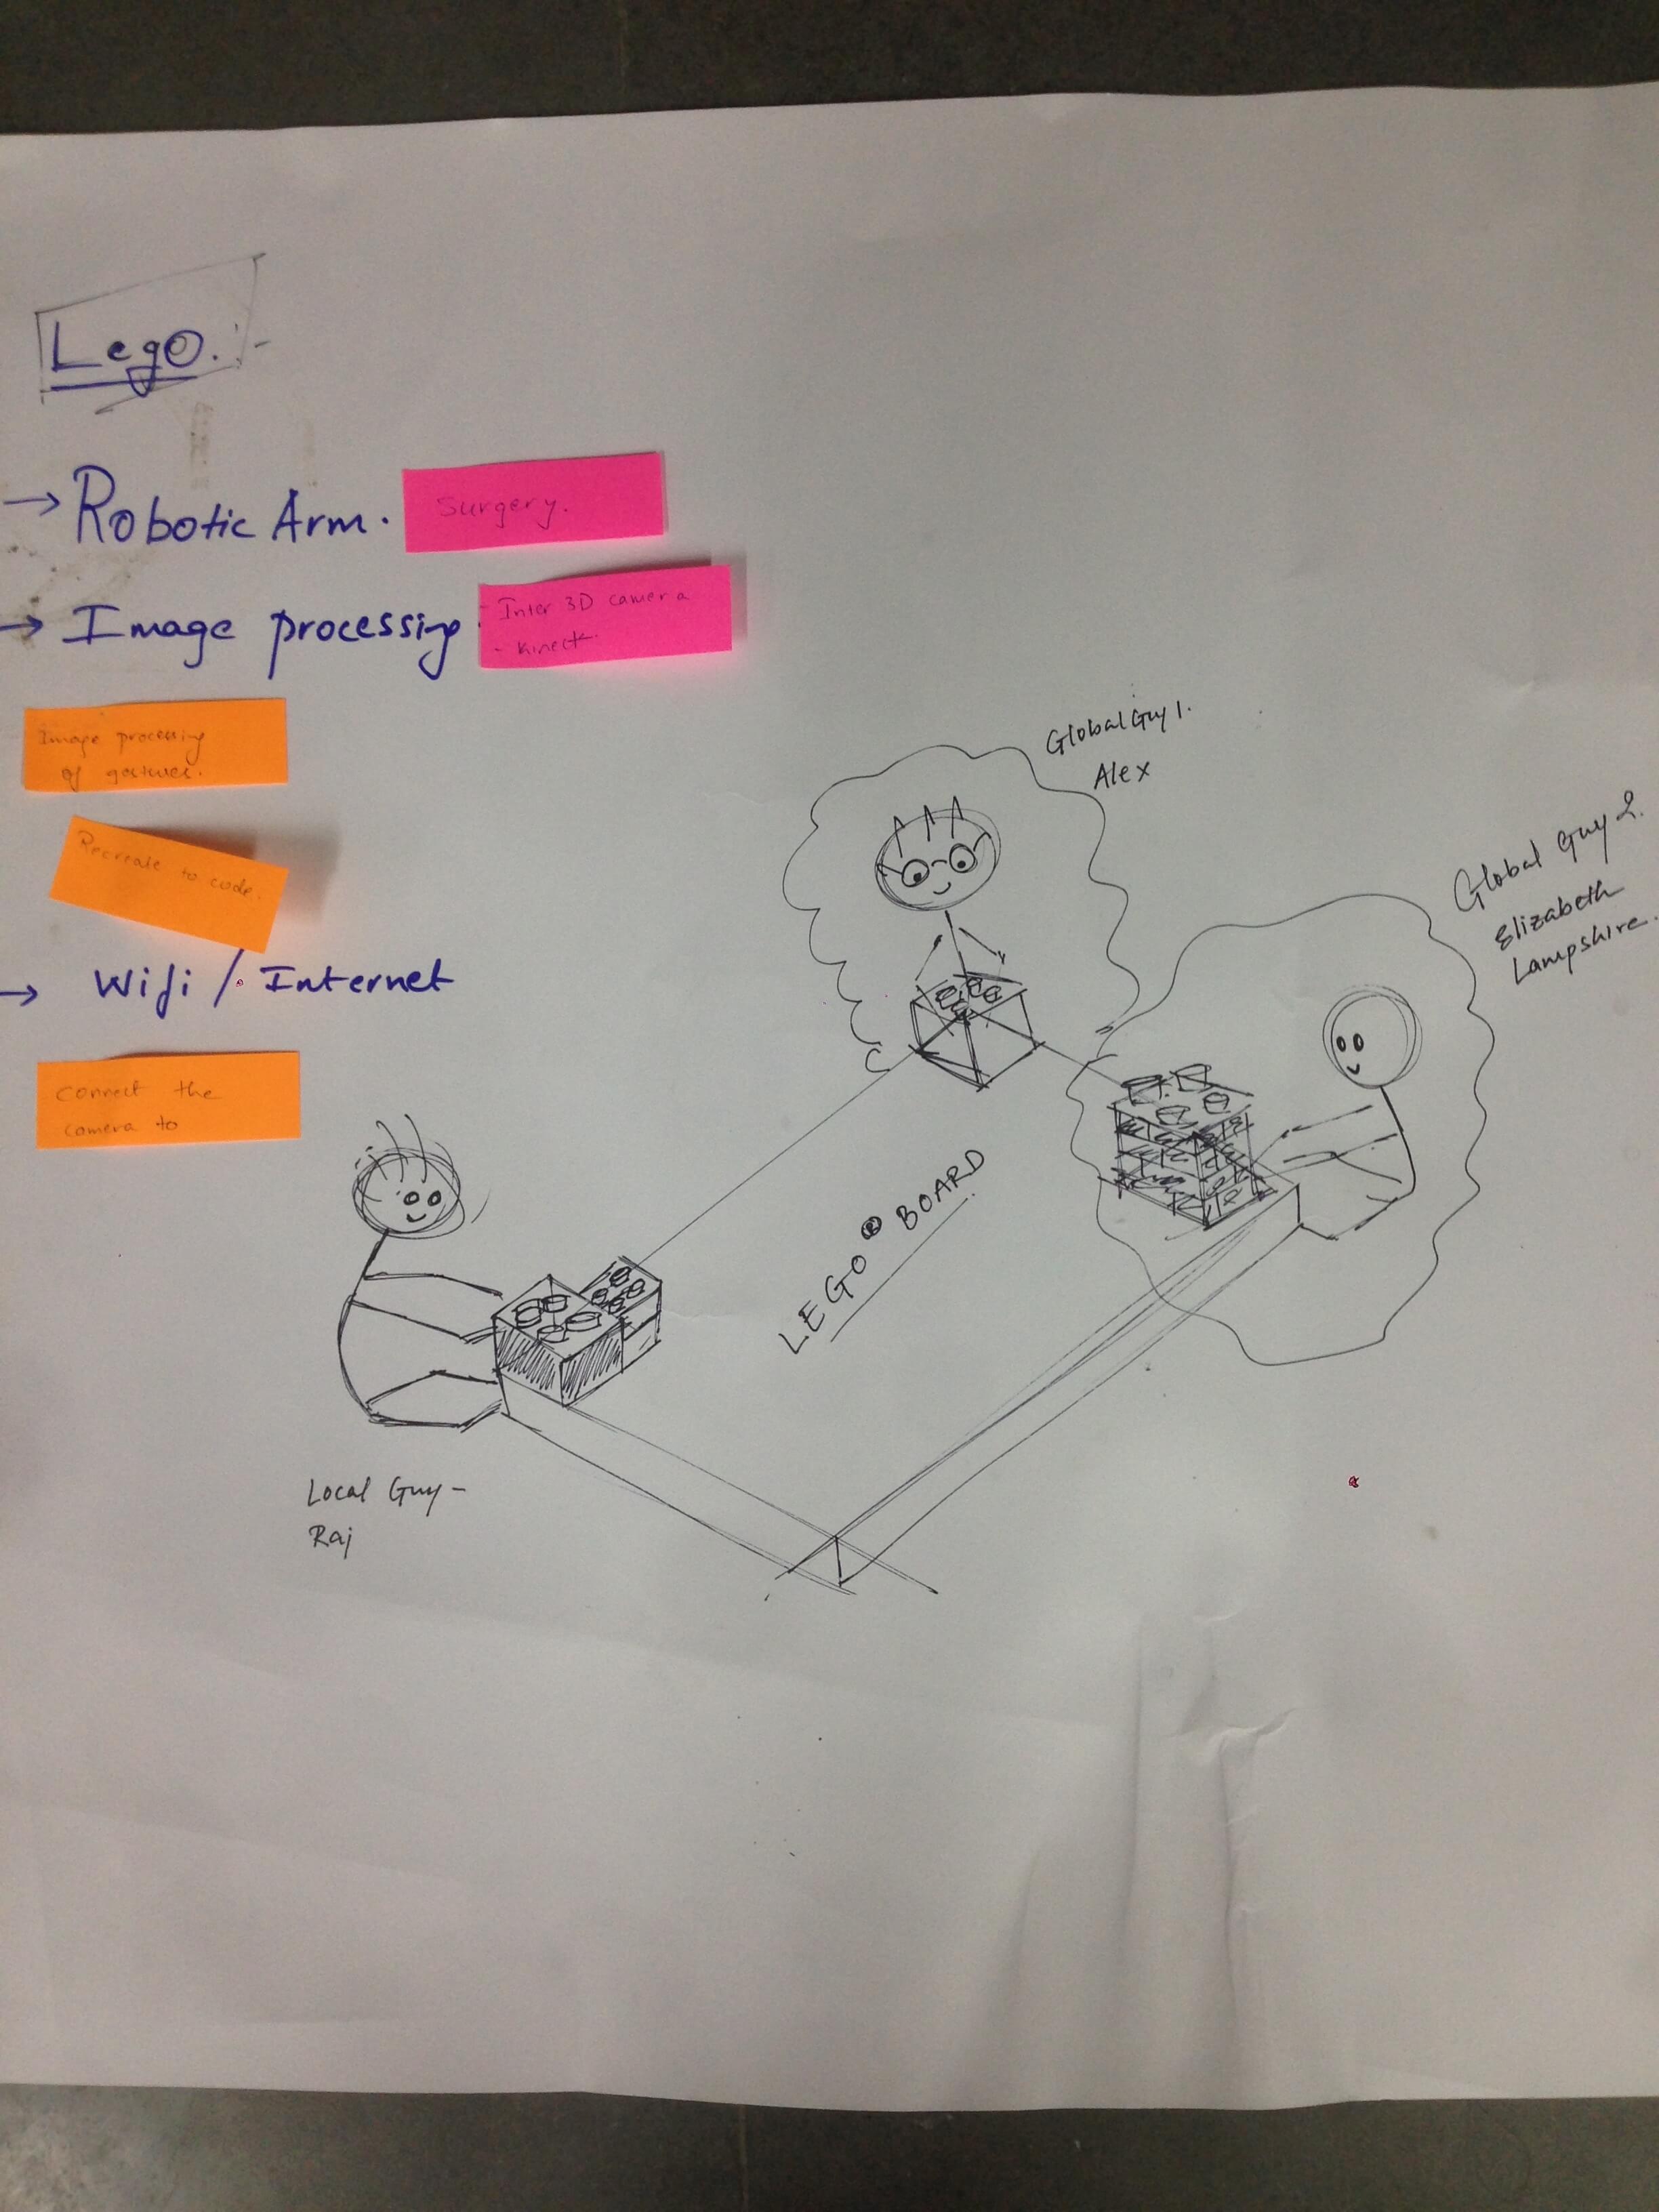 Lego. :-
→ Robotic Arm.
Surgery.
→ Image processing.
- Inter 3D camera
- kinect
Image processing
of gestures.
Recreate to code.
→ Wifi / Internet
Connect the
camera to
Global Guy 1.
Alex
Global Guy 2.
Elizabeth
Lampshire.
LEGO ® BOARD
Local Guy -
Raj